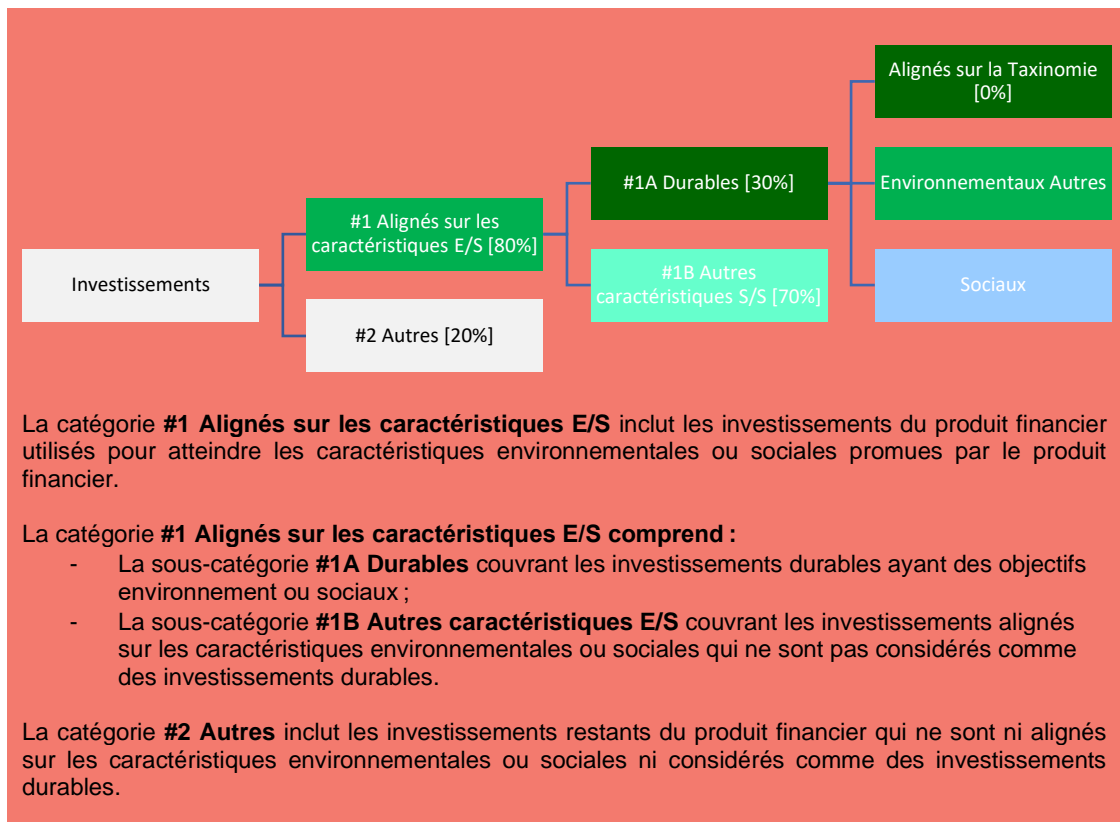 Alignés sur la Taxinomie
[0%]
#1A Durables [30%]
Environnementaux Autres
#1 Alignés sur les
caractéristiques E/S [80%]
#1B Autres
caractéristiques S/S [70%]
Investissements
Sociaux
#2 Autres [20%]
La catégorie #1 Alignés sur les caractéristiques E/S inclut les investissements du produit financier
utilisés pour atteindre les caractéristiques environnementales ou sociales promues par le produit
financier.
La catégorie #1 Alignés sur les caractéristiques E/S comprend :
- La sous-catégorie #1A Durables couvrant les investissements durables ayant des objectifs
environnement ou sociaux ;
- La sous-catégorie #1B Autres caractéristiques E/S couvrant les investissements alignés
sur les caractéristiques environnementales ou sociales qui ne sont pas considérés comme
des investissements durables.
La catégorie #2 Autres inclut les investissements restants du produit financier qui ne sont ni alignés
sur les caractéristiques environnementales ou sociales ni considérés comme des investissements
durables.